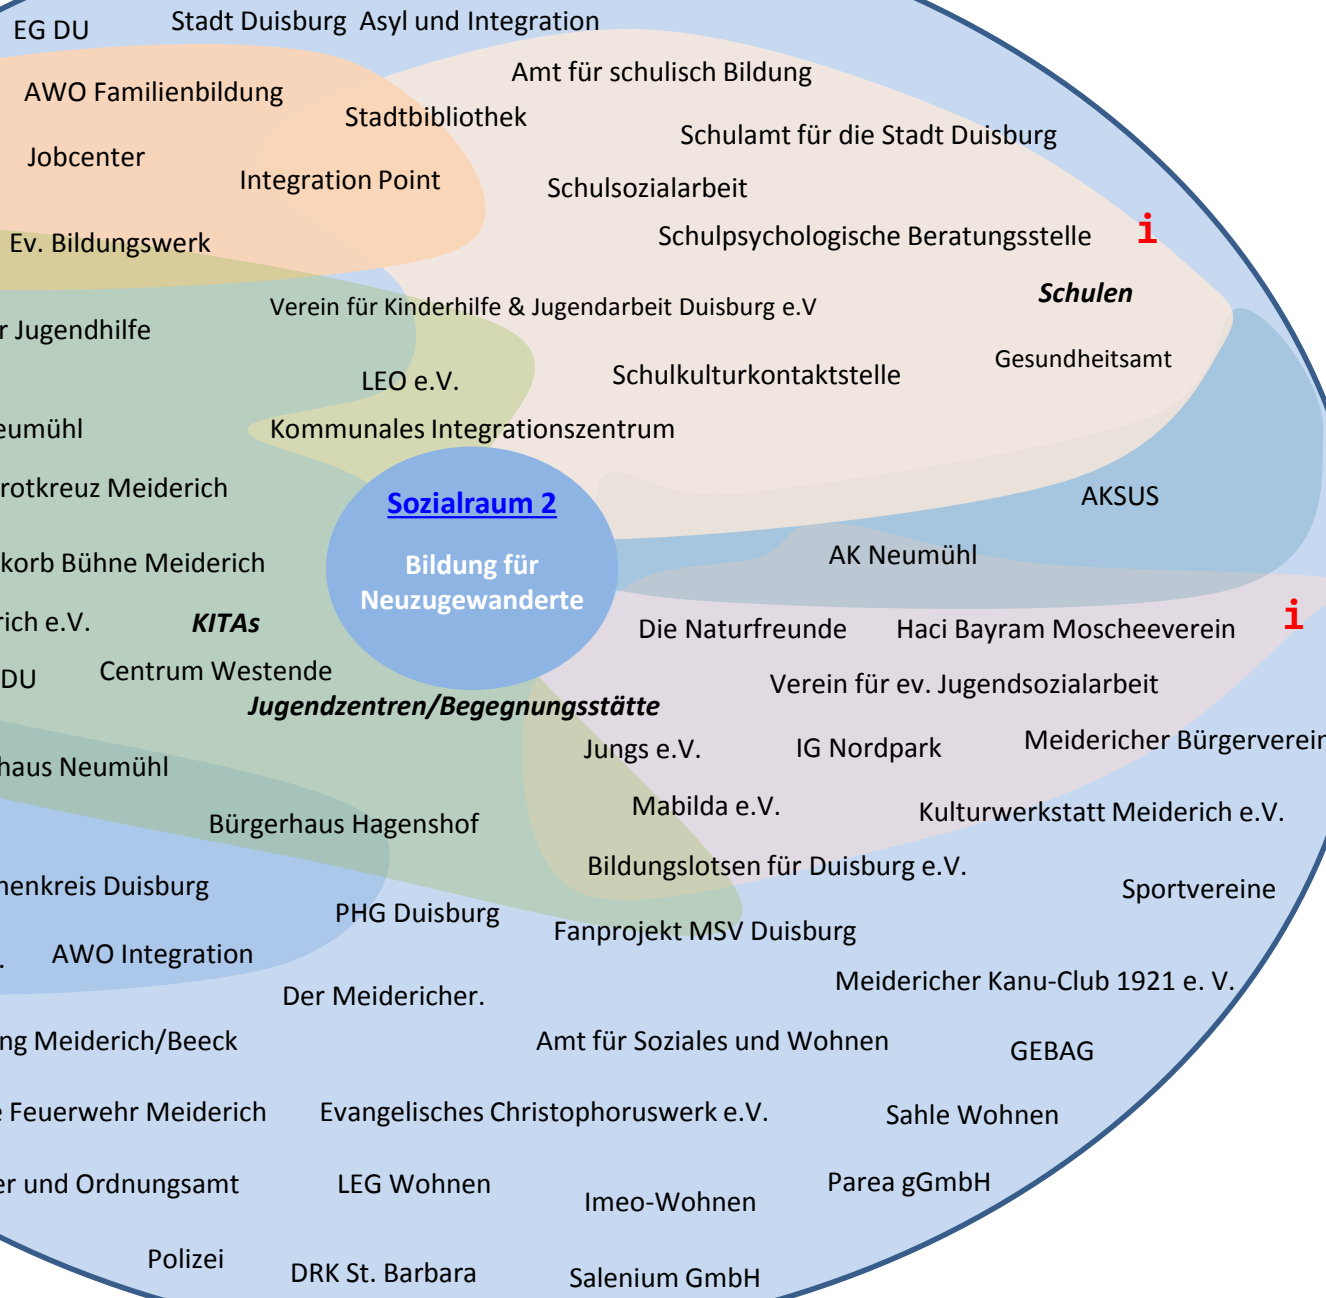 EG DU
Stadt Duisburg Asyl und Integration
Amt für schulisch Bildung
AWO Familienbildung
Stadtbibliothek
Schulamt für die Stadt Duisburg
Jobcenter
Integration Point
Schulsozialarbeit
Ev. Bildungswerk
Schulpsychologische Beratungsstelle
i
Schulen
Verein für Kinderhilfe & Jugendarbeit Duisburg e.V
r Jugendhilfe
Gesundheitsamt
LEO e.V.
Schulkulturkontaktstelle
eumühl
Kommunales Integrationszentrum
rotkreuz Meiderich
Sozialraum 2
AKSUS
korb Bühne Meiderich
Bildung für
Neuzugewanderte
AK Neumühl
rich e.V.
KITAs
Die Naturfreunde
Haci Bayram Moscheeverein
i
DU
Centrum Westende
Verein für ev. Jugendsozialarbeit
Jugendzentren/Begegnungsstätte
Jungs e.V.
IG Nordpark
Meidericher Bürgerverein
haus Neumühl
Mabilda e.V.
Kulturwerkstatt Meiderich e.V.
Bürgerhaus Hagenshof
Bildungslotsen für Duisburg e.V.
henkreis Duisburg
Sportvereine
PHG Duisburg
Fanprojekt MSV Duisburg
.
AWO Integration
Meidericher Kanu-Club 1921 e. V.
Der Meidericher.
ng Meiderich/Beeck
Amt für Soziales und Wohnen
GEBAG
e Feuerwehr Meiderich
Evangelisches Christophoruswerk e.V.
Sahle Wohnen
er und Ordnungsamt
LEG Wohnen
Imeo-Wohnen
Parea gGmbH
Polizei
DRK St. Barbara
Salenium GmbH